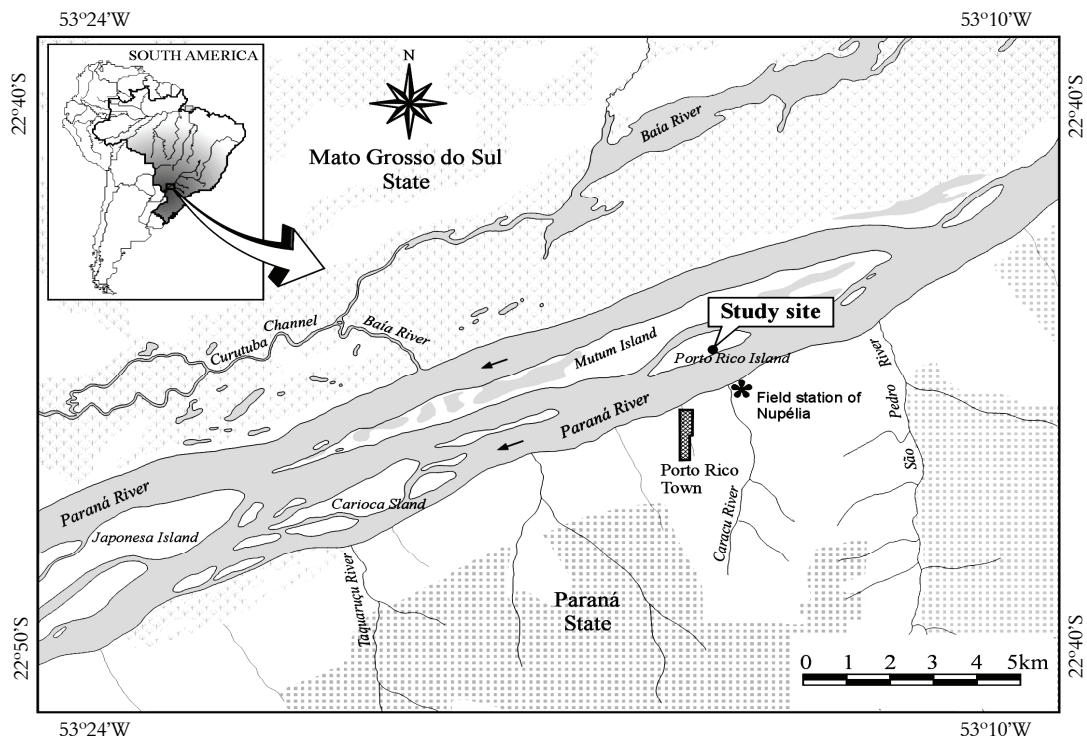 53°24'W
53°10'W
22°40'S
22°40'S
SOUTH AMERICA
N
Mato Grosso do Sul
State
Baía River
Channel
Curutuba
Baía River
Study site
Mutum Island
Porto Rico Island
River
Pedro
São
Field station of
Nupélia
Paraná River
Porto Rico
Town
Caracu River
Paraná River
Carioca Sland
Japonesa Island
Taquaruçu River
Paraná
State
0 1 2 3 4 5km
22°50'S
22°40'S
53°24'W
53°10'W